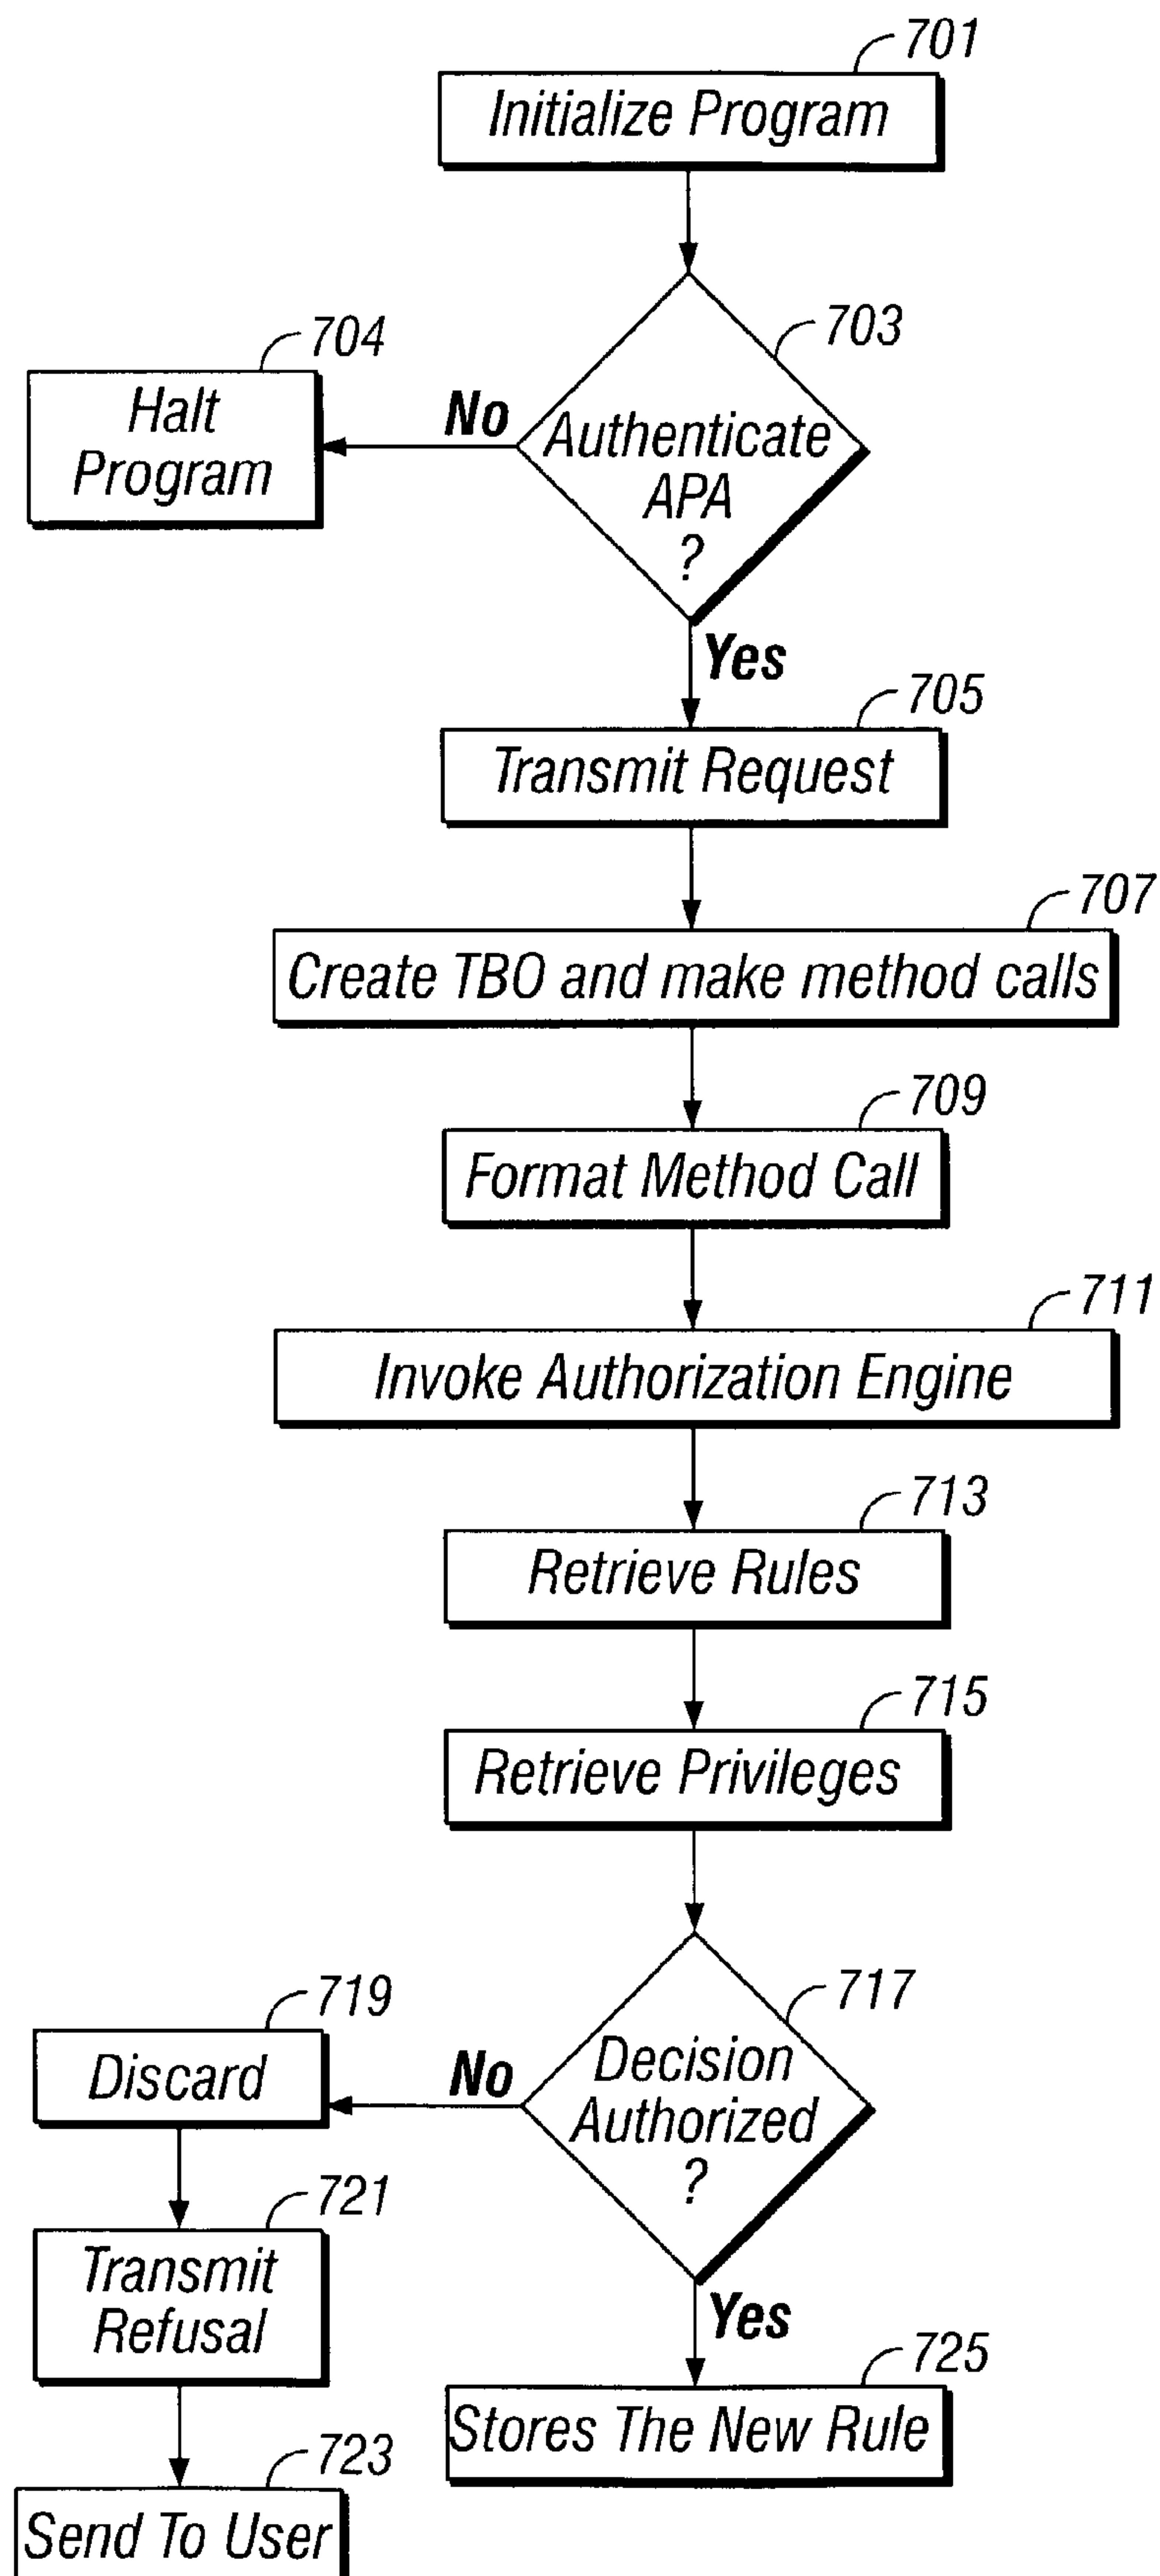 701
Initialize Program
703
704
Halt
Program
No
Authenticate
APA
?
Yes
705
Transmit Request
707
Create TBO and make method calls
709
Format Method Call
711
Invoke Authorization Engine
713
Retrieve Rules
715
Retrieve Privileges
717
719
Discard
No
Decision
Authorized
?
721
Transmit
Refusal
Yes
725
Stores The New Rule
723
Send To User